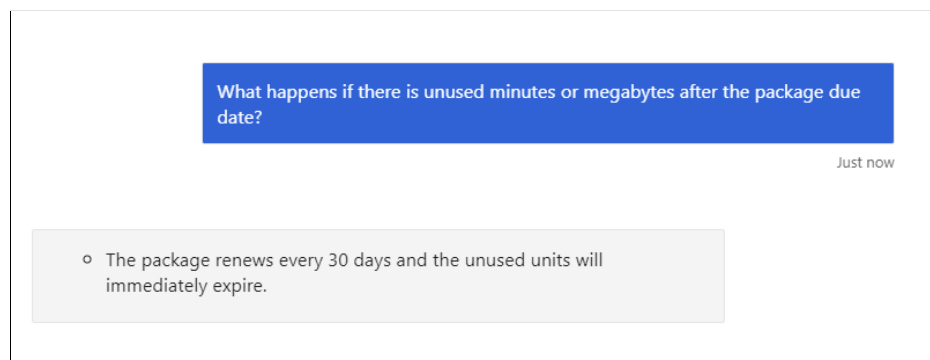 What happens if there is unused minutes or megabytes after the package due
date?
Just now
The package renews every 30 days and the unused units will
immediately expire.